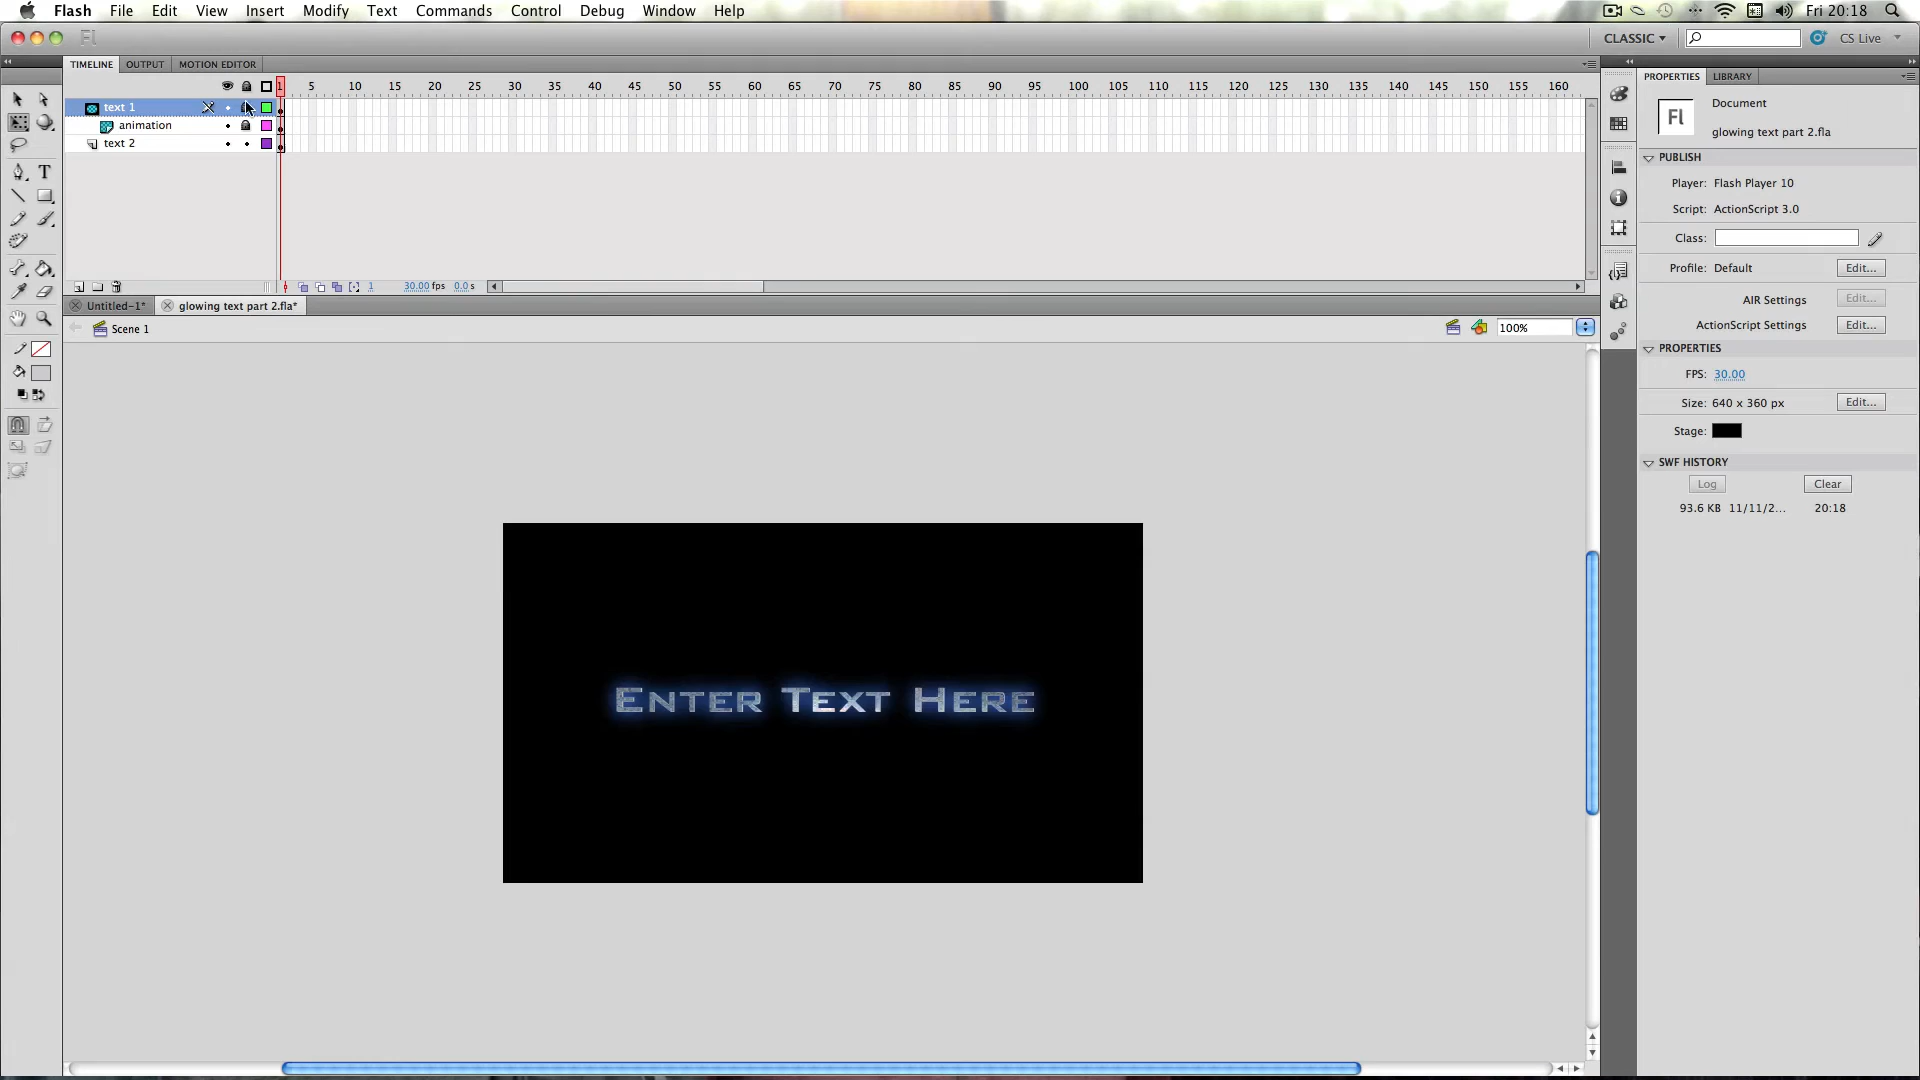 Flash File Edit View Insert Modify Text Commands Control Debug Window Help Fri 20:18
Fl CLASSIC CS Live
TIMELINE OUTPUT MOTION EDITOR
1 5 10 15 20 25 30 35 40 45 50 55 60 65 70 75 80 85 90 95 100 105 110 115 120 125 130 135 140 145 150 155 160
text 1
animation
text 2
1 30.00 fps 0.0 s
Untitled-1* glowing text part 2.fla*
Scene 1 100%
Enter Text Here
PROPERTIES LIBRARY
Fl
Document
glowing text part 2.fla
PUBLISH
Player: Flash Player 10
Script: ActionScript 3.0
Class:
Profile: Default Edit...
AIR Settings Edit...
ActionScript Settings Edit...
PROPERTIES
FPS: 30.00
Size: 640 x 360 px Edit...
Stage:
SWF HISTORY
Log Clear
93.6 KB 11/11/2... 20:18